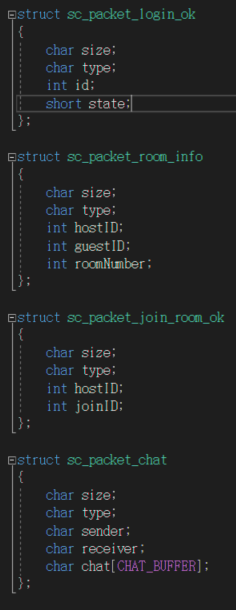 struct sc_packet_login_ok
{
char size;
char type;
int id;
short state;
};
struct sc_packet_room_info
{
char size;
char type;
int hostID;
int guestID;
int roomNumber;
};
struct sc_packet_join_room_ok
{
char size;
char type;
int hostID;
int joinID;
};
struct sc_packet_chat
{
char size;
char type;
char sender;
char receiver;
char chat[CHAT_BUFFER];
};